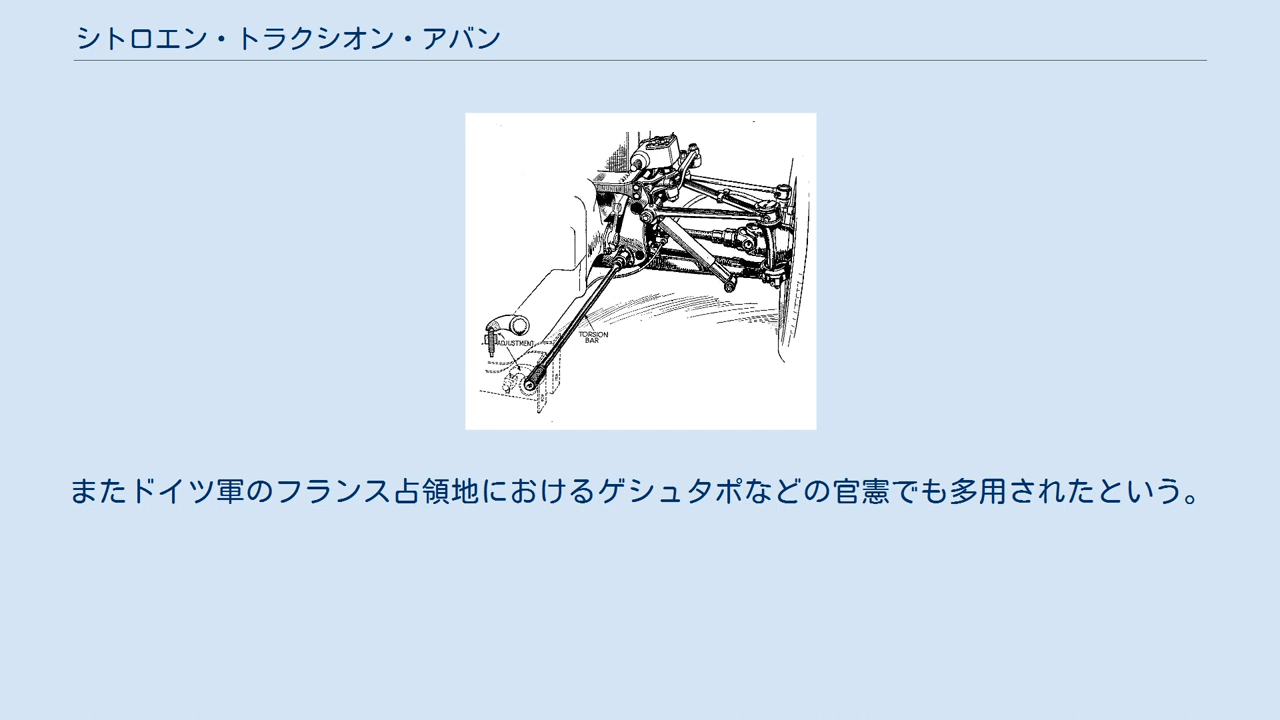 シトロエン・トラクシオン・アバン
TORSION
BAR
ADJUSTMENT
またドイツ軍のフランス占領地におけるゲシュタポなどの官憲でも多用されたという。